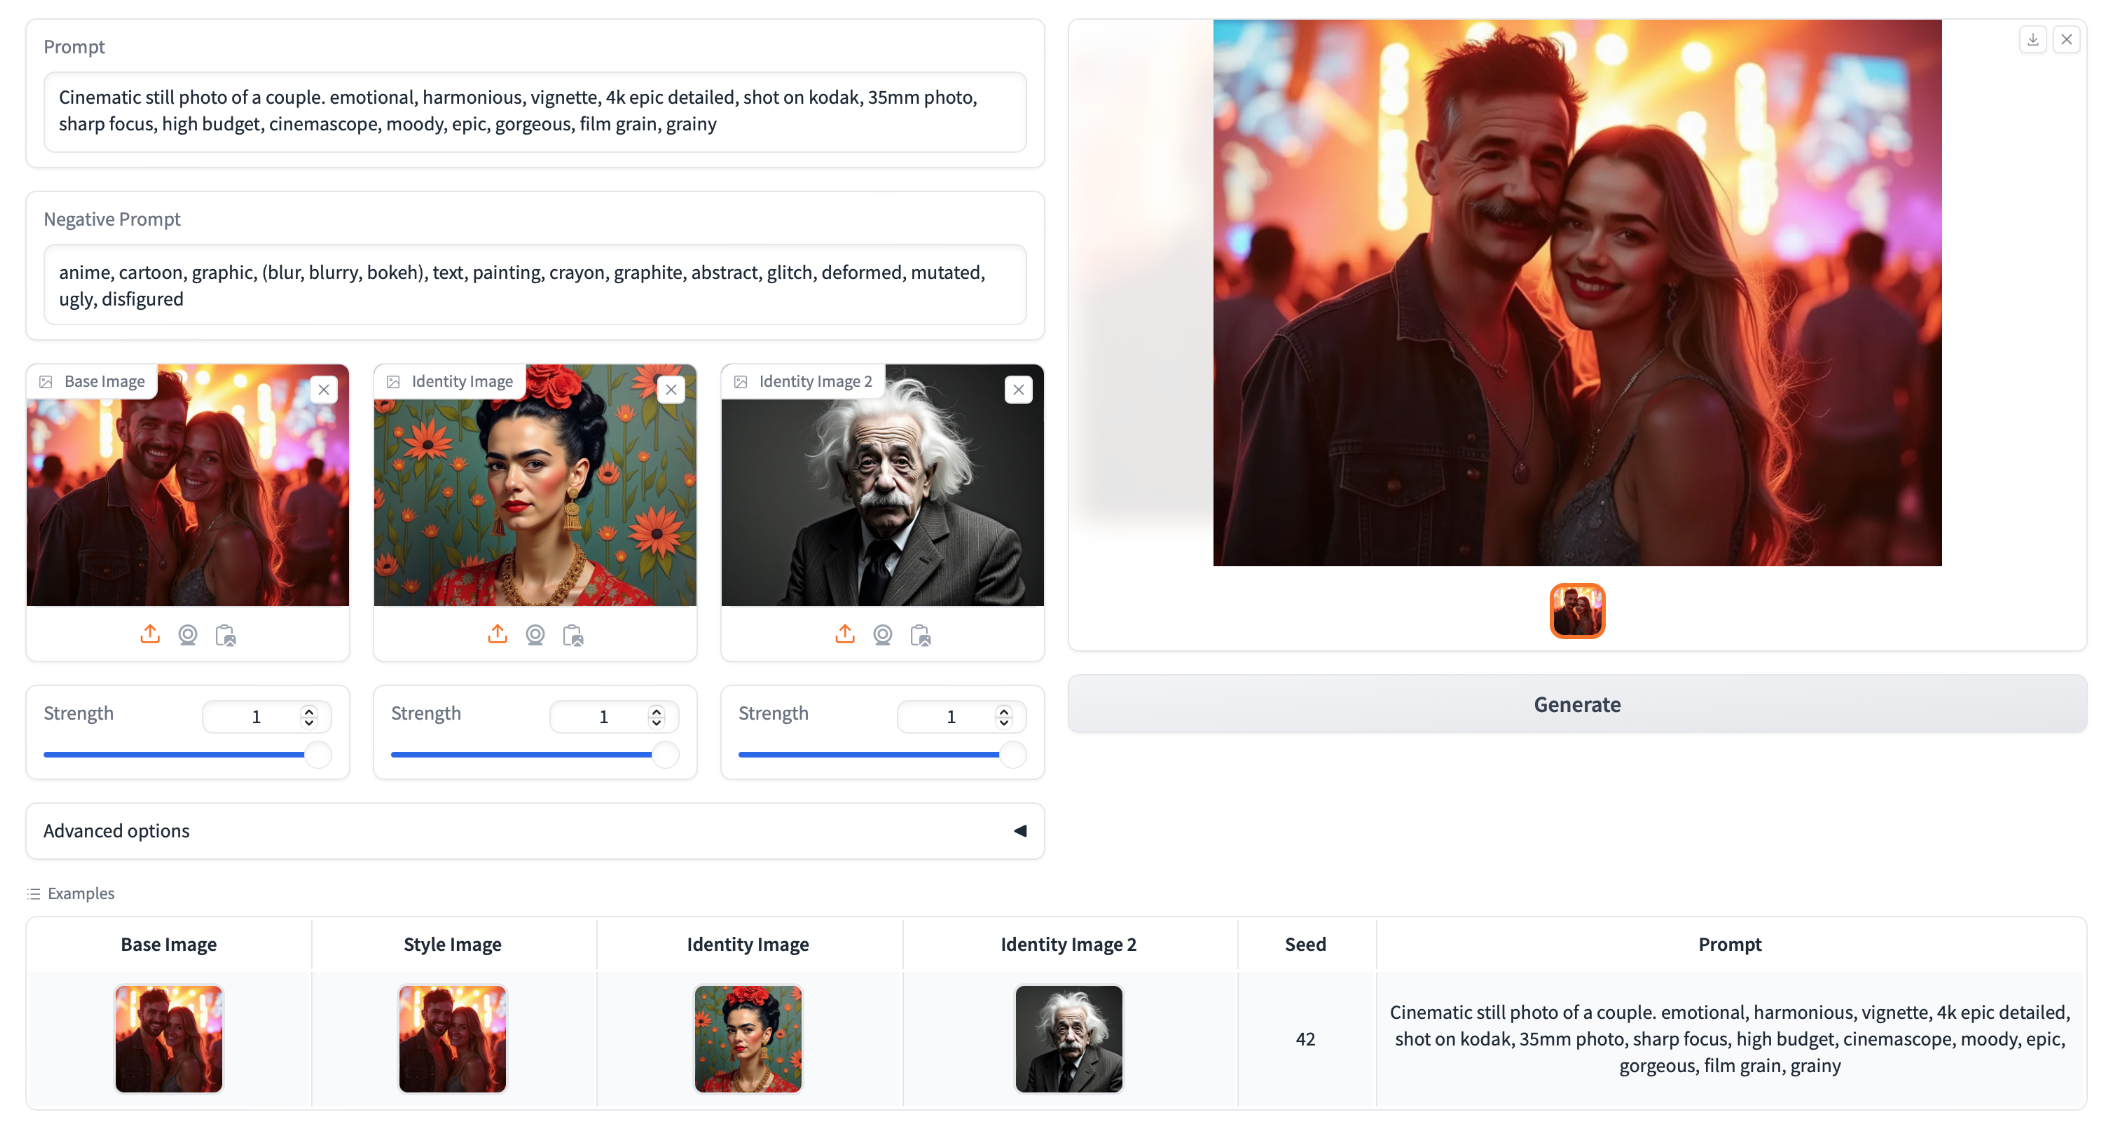 Prompt
Cinematic still photo of a couple. emotional, harmonious, vignette, 4k epic detailed, shot on kodak, 35mm photo,
sharp focus, high budget, cinemascope, moody, epic, gorgeous, film grain, grainy
Negative Prompt
anime, cartoon, graphic, (blur, blurry, bokeh), text, painting, crayon, graphite, abstract, glitch, deformed, mutated,
ugly, disfigured
Base Image
Identity Image
Identity Image 2
Strength
1
Strength
1
Strength
1
Advanced options
Generate
Examples
Base Image
Style Image
Identity Image
Identity Image 2
Seed
Prompt
42
Cinematic still photo of a couple. emotional, harmonious, vignette, 4k epic detailed,
shot on kodak, 35mm photo, sharp focus, high budget, cinemascope, moody, epic,
gorgeous, film grain, grainy